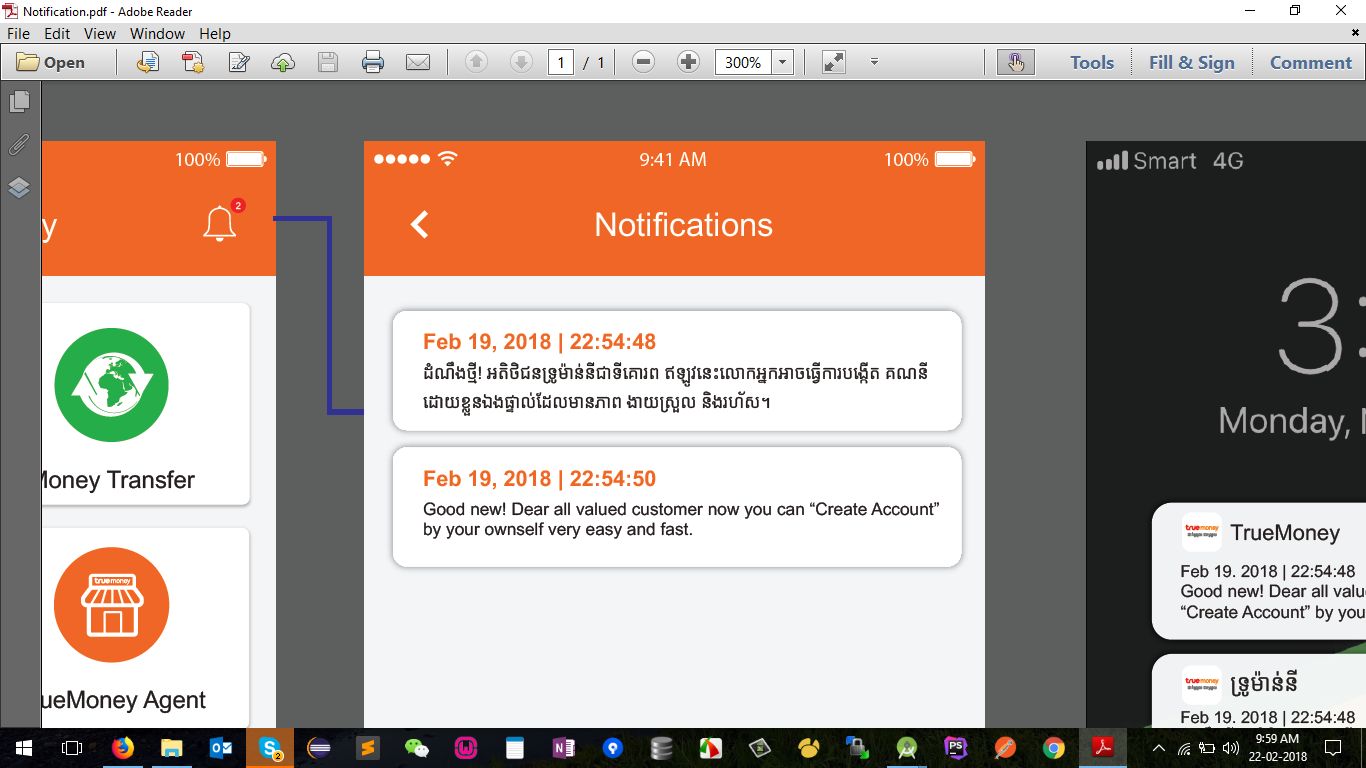 Notification.pdf - Adobe Reader
File Edit View Window Help
Open 1 / 1 300% Tools Fill & Sign Comment
100%
y
2
Money Transfer
truemoney
ueMoney Agent
9:41 AM
100%
Notifications
Feb 19, 2018 | 22:54:48
ដំណឹងថ្មី! អតិថិជនទ្រូម៉ាន់នីជាទីគោរព ឥឡូវនេះលោកអ្នកអាចធ្វើការបង្កើត គណនី
ដោយខ្លួនឯងផ្ទាល់ដែលមានភាព ងាយស្រួល និងរហ័ស។
Feb 19, 2018 | 22:54:50
Good new! Dear all valued customer now you can “Create Account”
by your ownself very easy and fast.
Smart 4G
3:
Monday,
truemoney
TrueMoney
Feb 19. 2018 | 22:54:48
Good new! Dear all valu
“Create Account” by you
truemoney
ទ្រូម៉ាន់នី
Feb 19. 2018 | 22:54:48
2
PS
9:59 AM
22-02-2018